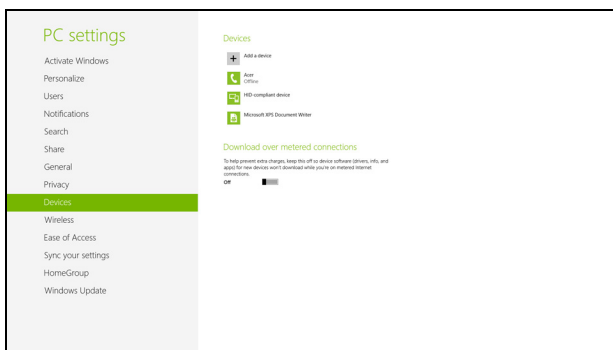 PC settings
Activate Windows
Personalize
Users
Notifications
Search
Share
General
Privacy
Devices
Wireless
Ease of Access
Sync your settings
HomeGroup
Windows Update
Devices
Add a device
Acer
Offline
HID-compliant device
Microsoft XPS Document Writer
Download over metered connections
To help prevent extra charges, keep this off so device software (drivers, info, and
apps) for new devices won't download while you're on metered Internet
connections.
Off